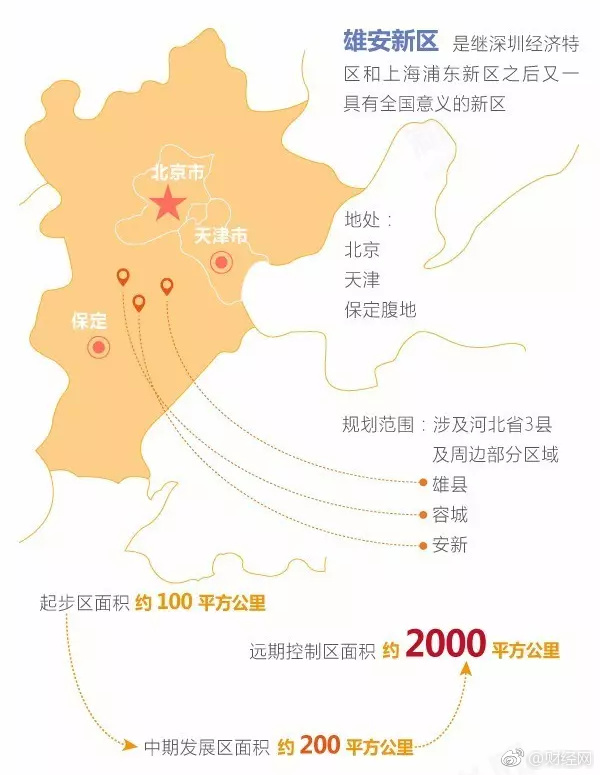 雄安新区 是继深圳经济特
区和上海浦东新区之后又一
具有全国意义的新区
北京市
天津市
保定
地处：
北京
天津
保定腹地
规划范围：涉及河北省3县
及周边部分区域
雄县
容城
安新
起步区面积 约 100 平方公里
远期控制区面积 约 2000 平方公里
中期发展区面积 约 200 平方公里
@财经网